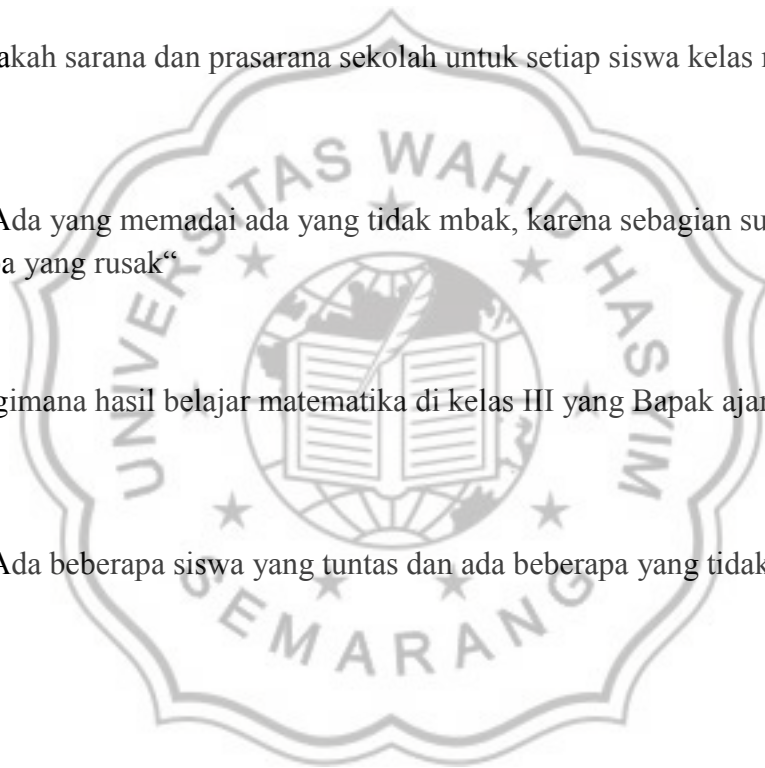 akah sarana dan prasarana sekolah untuk setiap siswa kelas
Ada yang memadai ada yang tidak mbak, karena sebagian su
a yang rusak“
gimana hasil belajar matematika di kelas III yang Bapak ajar
Ada beberapa siswa yang tuntas dan ada beberapa yang tidak
UNIVERSITAS WAHID HASYIM
SEMARANG